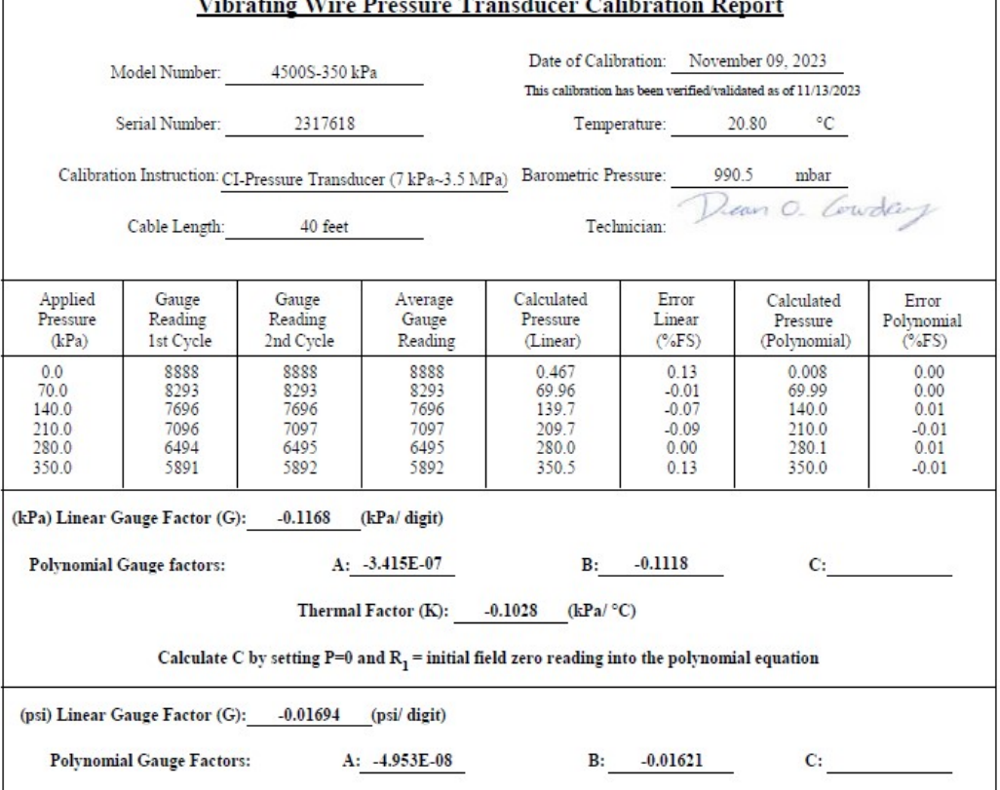 Vibrating Wire Pressure Transducer Calibration Report
Model Number: 4500S-350 kPa
Date of Calibration: November 09, 2023
This calibration has been verified/validated as of 11/13/2023
Serial Number: 2317618
Temperature: 20.80 °C
Calibration Instruction: CI-Pressure Transducer (7 kPa~3.5 MPa)
Barometric Pressure: 990.5 mbar
Cable Length: 40 feet
Technician: Dean O. Cowdrey
Applied Pressure (kPa) Gauge Reading 1st Cycle Gauge Reading 2nd Cycle Average Gauge Reading Calculated Pressure (Linear) Error Linear (%FS) Calculated Pressure (Polynomial) Error Polynomial (%FS)
0.0 8888 8888 8888 0.467 0.13 0.008 0.00
70.0 8293 8293 8293 69.96 -0.01 69.99 0.00
140.0 7696 7696 7696 139.7 -0.07 140.0 0.01
210.0 7096 7097 7097 209.7 -0.09 210.0 -0.01
280.0 6494 6495 6495 280.0 0.00 280.1 0.01
350.0 5891 5892 5892 350.5 0.13 350.0 -0.01
(kPa) Linear Gauge Factor (G): -0.1168 (kPa/ digit)
Polynomial Gauge factors: A: -3.415E-07 B: -0.1118 C:
Thermal Factor (K): -0.1028 (kPa/ °C)
Calculate C by setting P=0 and R1 = initial field zero reading into the polynomial equation
(psi) Linear Gauge Factor (G): -0.01694 (psi/ digit)
Polynomial Gauge Factors: A: -4.953E-08 B: -0.01621 C: